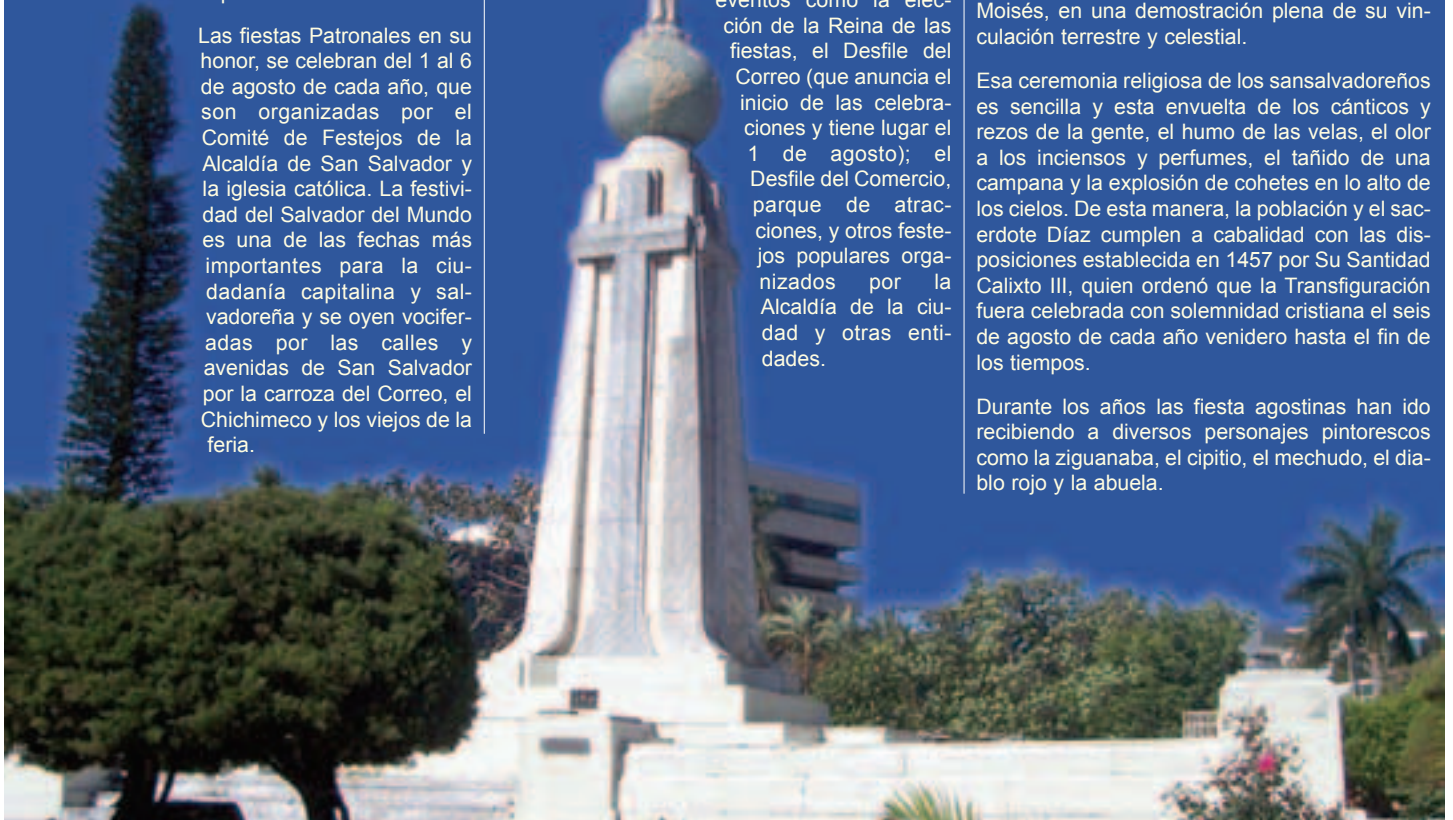 Las fiestas Patronales en su
honor, se celebran del 1 al 6
de agosto de cada año, que
son organizadas por el
Comité de Festejos de la
Alcaldía de San Salvador y
la iglesia católica. La festivi-
dad del Salvador del Mundo
es una de las fechas más
importantes para la ciu-
dadanía capitalina y sal-
vadoreña y se oyen vocifer-
adas por las calles y
avenidas de San Salvador
por la carroza del Correo, el
Chichimeco y los viejos de la
feria.
eventos como la elec-
ción de la Reina de las
fiestas, el Desfile del
Correo (que anuncia el
inicio de las celebra-
ciones y tiene lugar el
1 de agosto); el
Desfile del Comercio,
parque de atrac-
ciones, y otros feste-
jos populares orga-
nizados por la
Alcaldía de la ciu-
dad y otras enti-
dades.
Moisés, en una demostración plena de su vin-
culación terrestre y celestial.
Esa ceremonia religiosa de los sansalvadoreños
es sencilla y esta envuelta de los cánticos y
rezos de la gente, el humo de las velas, el olor
a los inciensos y perfumes, el tañido de una
campana y la explosión de cohetes en lo alto de
los cielos. De esta manera, la población y el sac-
erdote Díaz cumplen a cabalidad con las dis-
posiciones establecida en 1457 por Su Santidad
Calixto III, quien ordenó que la Transfiguración
fuera celebrada con solemnidad cristiana el seis
de agosto de cada año venidero hasta el fin de
los tiempos.
Durante los años las fiesta agostinas han ido
recibiendo a diversos personajes pintorescos
como la ziguanaba, el cipitio, el mechudo, el dia-
blo rojo y la abuela.